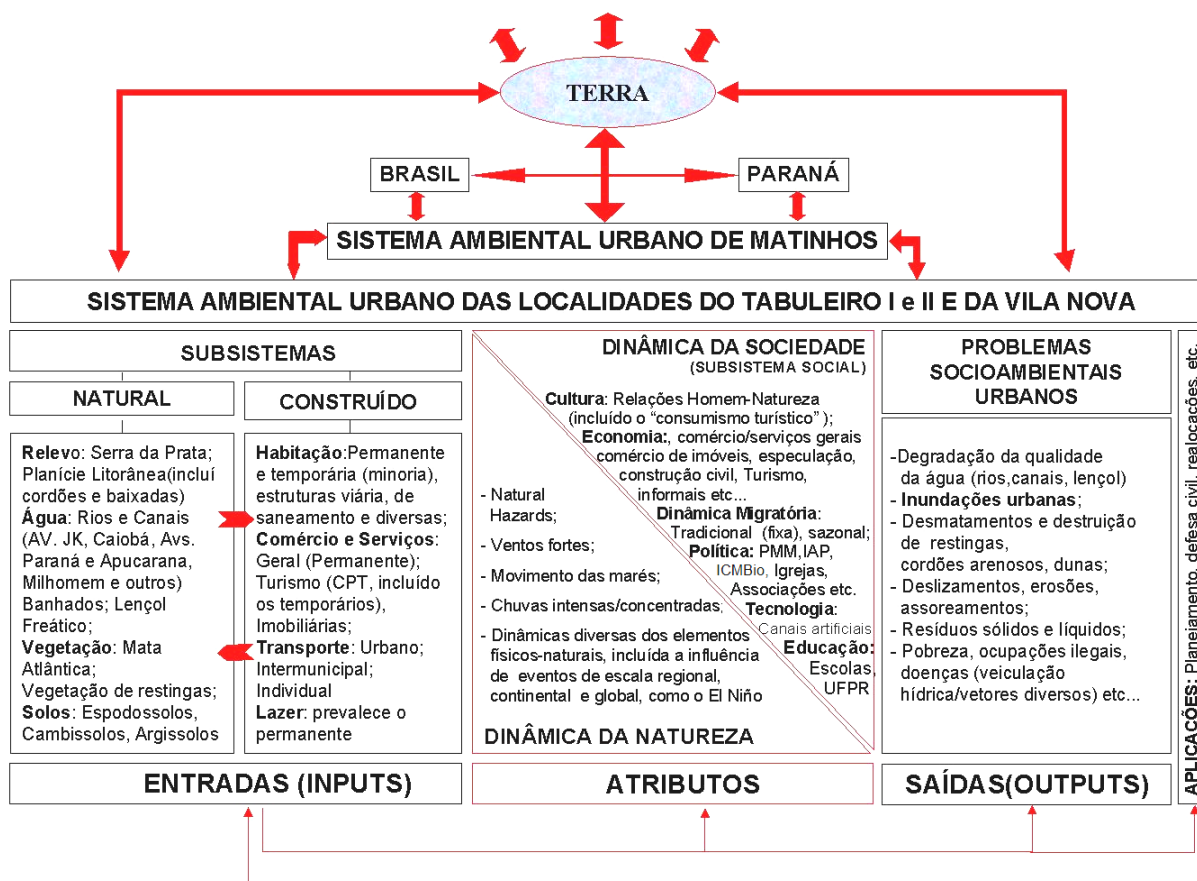 TERRA
BRASIL
PARANÁ
SISTEMA AMBIENTAL URBANO DE MATINHOS
SISTEMA AMBIENTAL URBANO DAS LOCALIDADES DO TABULEIRO I e II E DA VILA NOVA
SUBSISTEMAS
NATURAL
Relevo: Serra da Prata;
Planície Litorânea(incluí
cordões e baixadas)
Água: Rios e Canais
(AV. JK, Caiobá, Avs.
Paraná e Apucarana,
Milhomem e outros)
Banhados; Lençol
Freático;
Vegetação: Mata
Atlântica;
Vegetação de restingas;
Solos: Espodossolos,
Cambissolos, Argissolos
CONSTRUÍDO
Habitação:Permanente
e temporária (minoria),
estruturas viária, de
saneamento e diversas;
Comércio e Serviços:
Geral (Permanente);
Turismo (CPT, incluído
os temporários),
Imobiliárias;
Transporte: Urbano;
Intermunicipal;
Individual
Lazer: prevalece o
permanente
ENTRADAS (INPUTS)
DINÂMICA DA SOCIEDADE
(SUBSISTEMA SOCIAL)
Cultura: Relações Homem-Natureza
(incluído o “consumismo turístico” );
Economia:, comércio/serviços gerais
comércio de imóveis, especulação,
construção civil, Turismo,
informais etc...
Dinâmica Migratória:
Tradicional (fixa), sazonal;
Política: PMM,IAP,
ICMBio, Igrejas,
Associações etc.
Tecnologia:
Canais artificiais
Educação:
Escolas,
UFPR
- Natural
Hazards;
- Ventos fortes;
- Movimento das marés;
- Chuvas intensas/concentradas;
- Dinâmicas diversas dos elementos
físicos-naturais, incluída a influência
de eventos de escala regional,
continental e global, como o El Niño
DINÂMICA DA NATUREZA
ATRIBUTOS
PROBLEMAS
SOCIOAMBIENTAIS
URBANOS
-Degradação da qualidade
da água (rios,canais, lençol)
- Inundações urbanas;
- Desmatamentos e destruição
de restingas,
cordões arenosos, dunas;
- Deslizamentos, erosões,
assoreamentos;
- Resíduos sólidos e líquidos;
- Pobreza, ocupações ilegais,
doenças (veiculação
hídrica/vetores diversos) etc...
SAÍDAS(OUTPUTS)
APLICAÇÕES: Planejamento, defesa civil, realocações, etc.